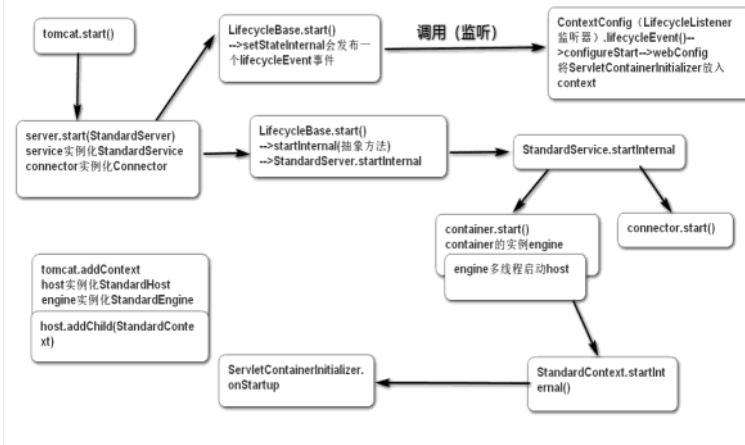 tomcat.start()
LifecycleBase.start()
-->setStateInternal会发布一
个lifecycleEvent事件
调用（监听）
ContextConfig（LifecycleListener
监听器）.lifecycleEvent()--
>configureStart-->webConfig
将ServletContainerInitializer放入
context
server.start(StandardServer)
service实例化StandardService
connector实例化Connector
LifecycleBase.start()
-->startInternal(抽象方法)
-->StandardServer.startInternal
StandardService.startInternal
container.start()
container的实例engine
connector.start()
engine多线程启动host
tomcat.addContext
host实例化StandardHost
engine实例化StandardEngine
host.addChild(StandardConte
xt)
ServletContainerInitializer.
onStartup
StandardContext.startInt
ernal()